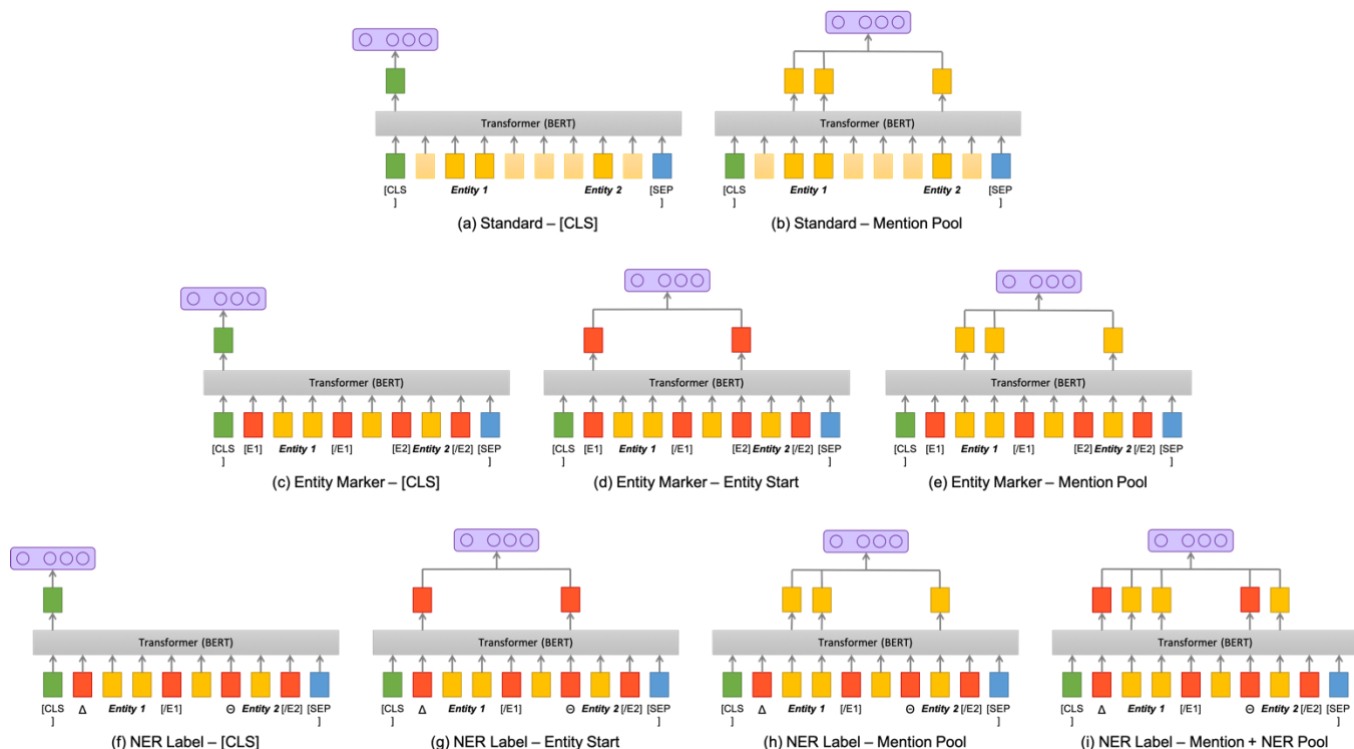 Transformer (BERT) Transformer (BERT)
[CLS Entity 1 Entity 2 [SEP [CLS Entity 1 Entity 2 [SEP
] ] ] ]
(a) Standard – [CLS] (b) Standard – Mention Pool
Transformer (BERT) Transformer (BERT) Transformer (BERT)
[CLS [E1] Entity 1 [/E1] [E2] Entity 2 [/E2] [SEP [CLS [E1] Entity 1 [/E1] [E2] Entity 2 [/E2] [SEP [CLS [E1] Entity 1 [/E1] [E2] Entity 2 [/E2] [SEP
] ] ] ] ] ]
(c) Entity Marker – [CLS] (d) Entity Marker – Entity Start (e) Entity Marker – Mention Pool
Transformer (BERT) Transformer (BERT) Transformer (BERT) Transformer (BERT)
[CLS Δ Entity 1 [/E1] Θ Entity 2 [/E2] [SEP [CLS Δ Entity 1 [/E1] Θ Entity 2 [/E2] [SEP [CLS Δ Entity 1 [/E1] Θ Entity 2 [/E2] [SEP [CLS Δ Entity 1 [/E1] Θ Entity 2 [/E2] [SEP
] ] ] ] ] ] ] ]
(f) NER Label – [CLS] (g) NER Label – Entity Start (h) NER Label – Mention Pool (i) NER Label – Mention + NER Pool